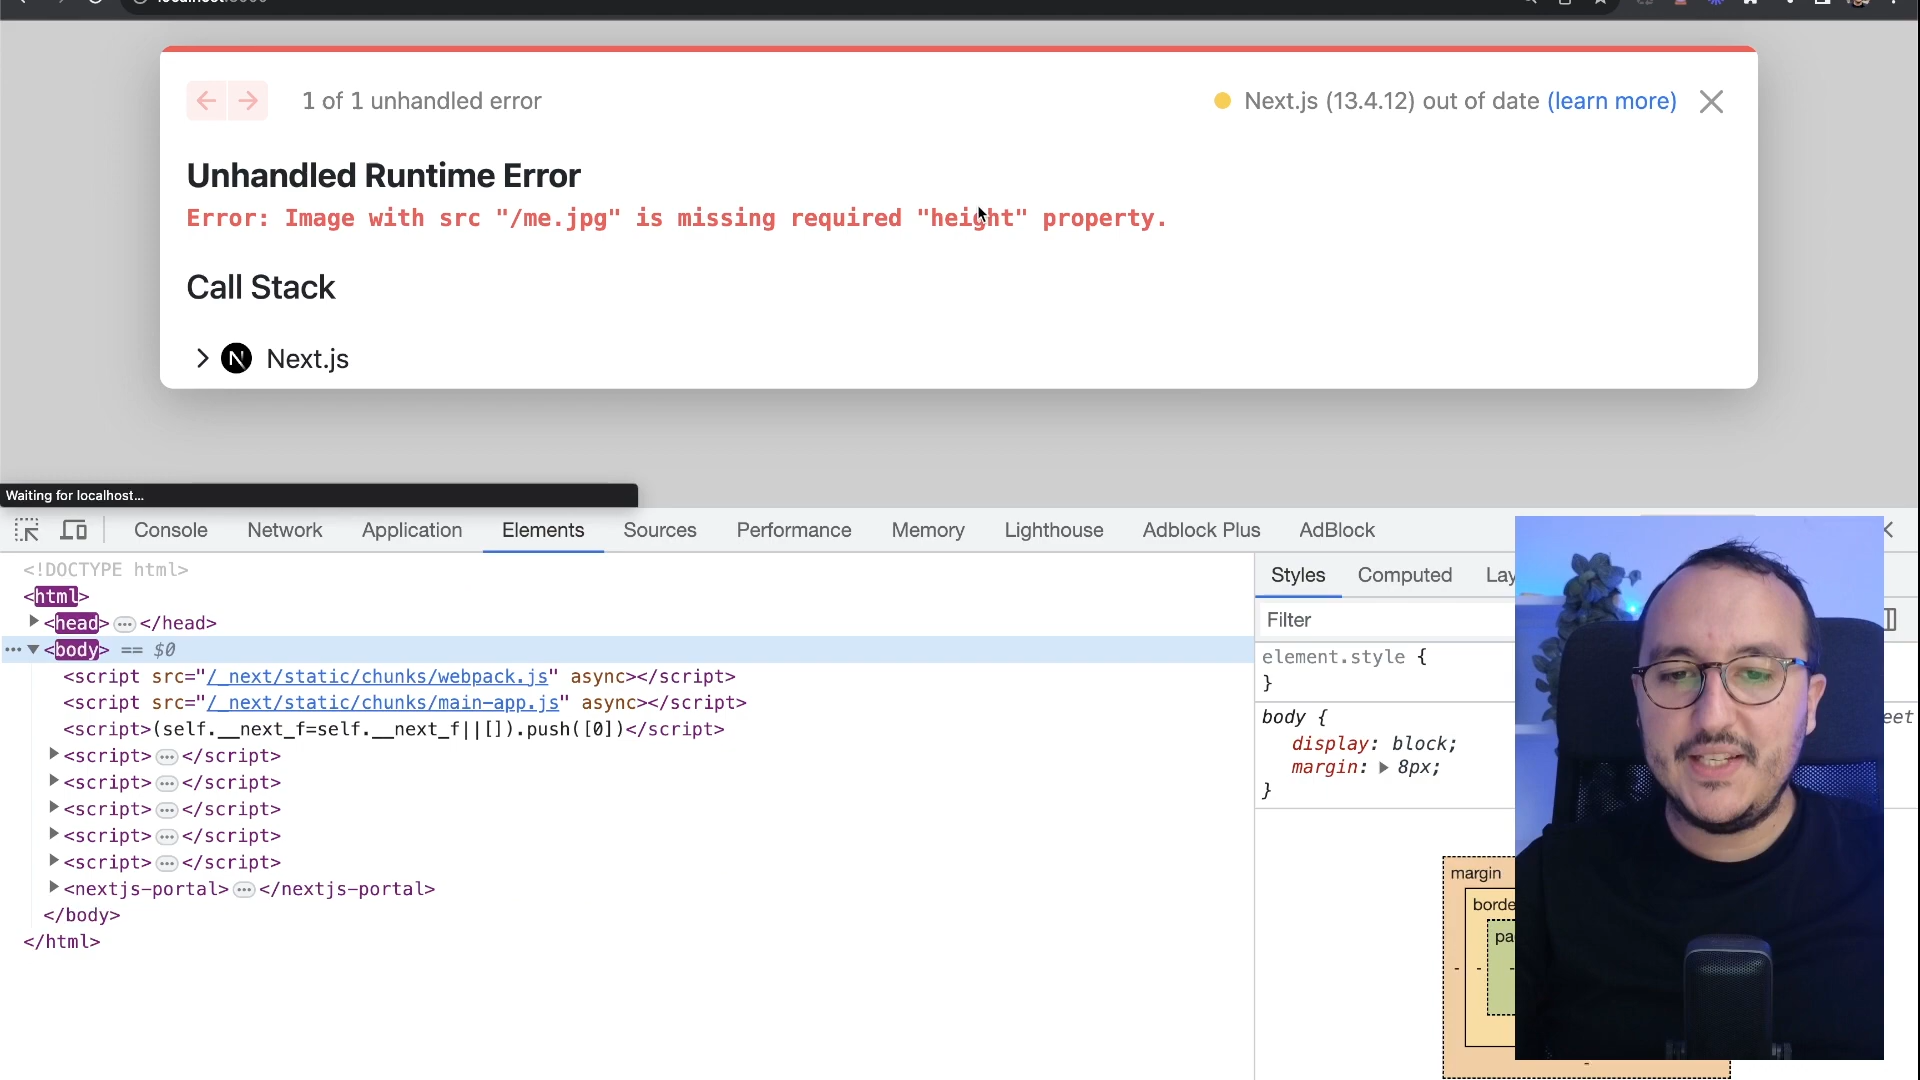 1 of 1 unhandled error
Next.js (13.4.12) out of date (learn more)
Unhandled Runtime Error
Error: Image with src "/me.jpg" is missing required "height" property.
Call Stack
N Next.js
Waiting for localhost...
Console Network Application Elements Sources Performance Memory Lighthouse Adblock Plus AdBlock
<!DOCTYPE html>
<html>
<head> … </head>
<body> == $0
<script src="/_next/static/chunks/webpack.js" async></script>
<script src="/_next/static/chunks/main-app.js" async></script>
<script>(self.__next_f=self.__next_f||[]).push([0])</script>
<script> … </script>
<script> … </script>
<script> … </script>
<script> … </script>
<script> … </script>
<nextjs-portal> … </nextjs-portal>
</body>
</html>
Styles Computed Lay
Filter
element.style {
}
body {
display: block;
margin: 8px;
}
eet
margin
borde
pa
- - -
-